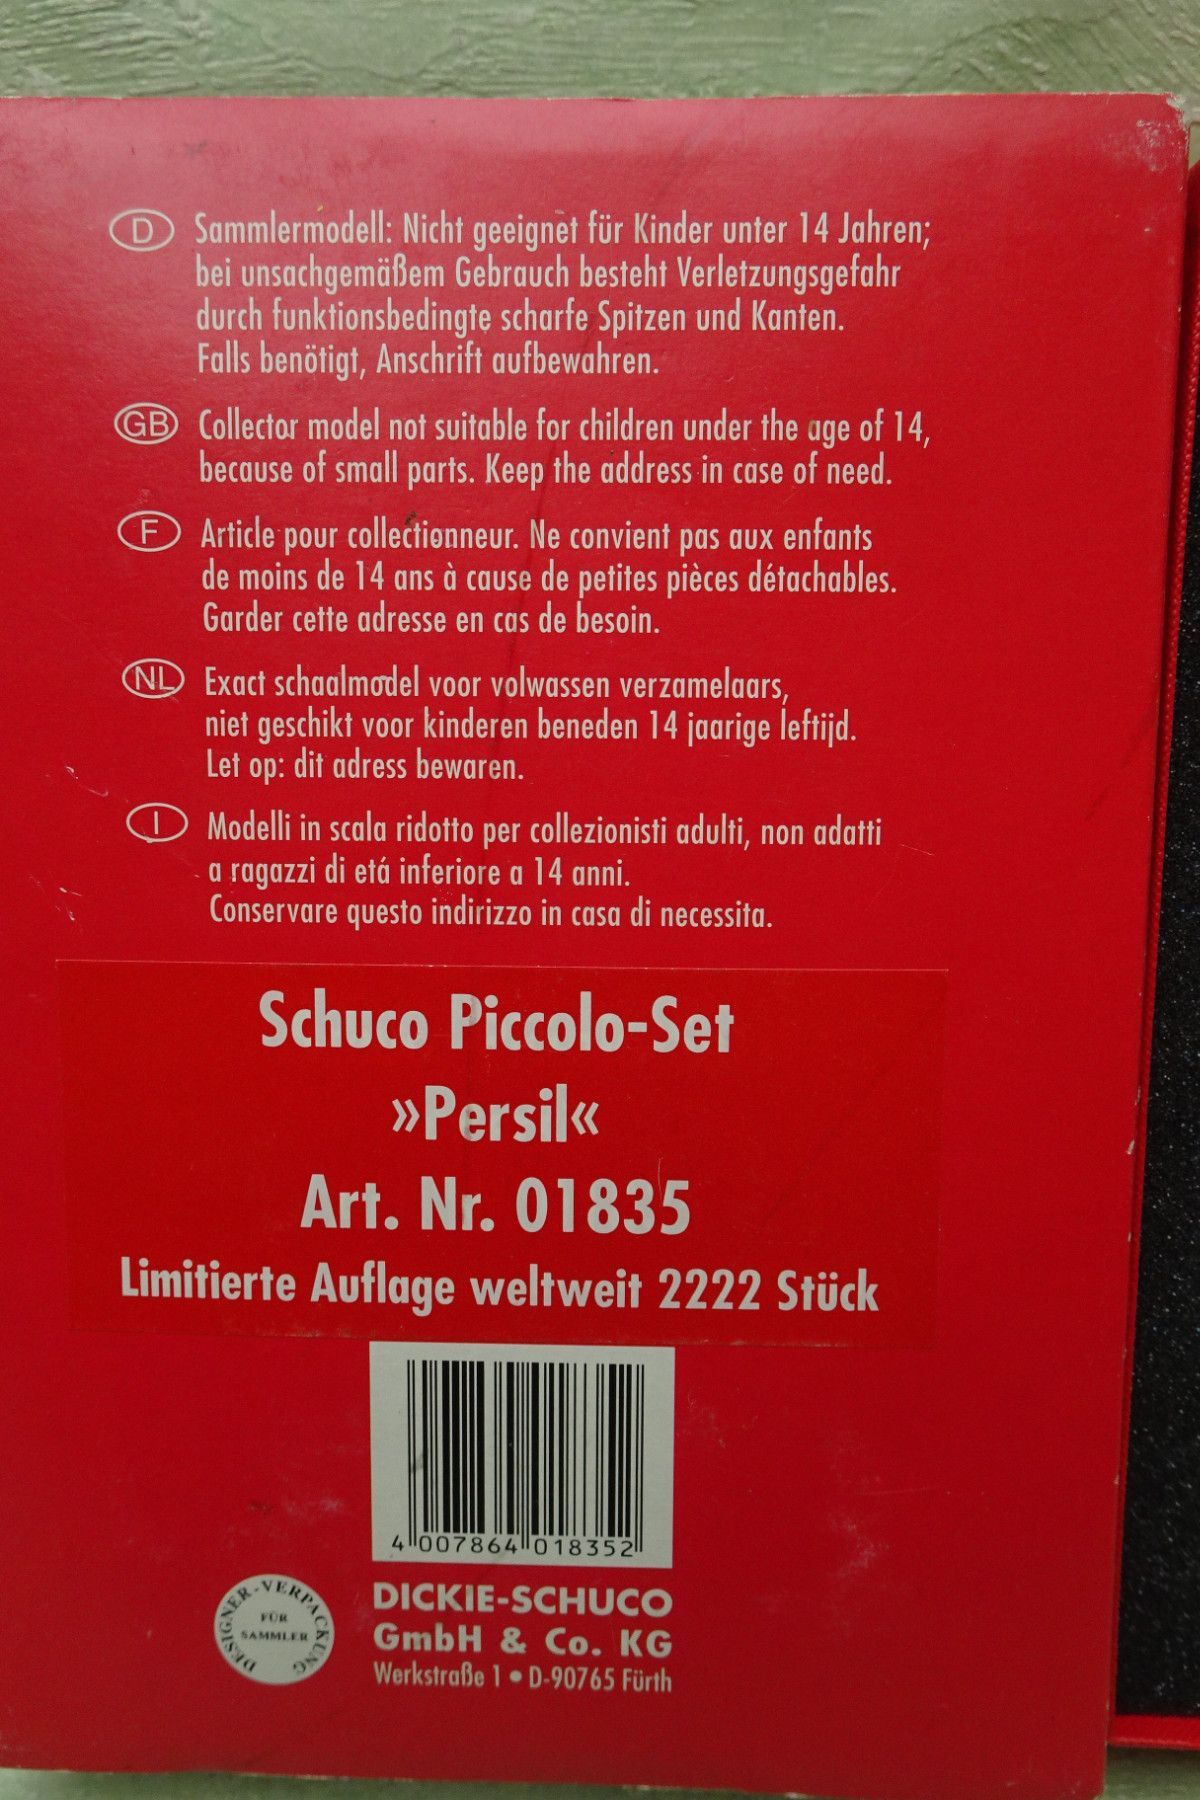 D Sammlermodell: Nicht geeignet für Kinder unter 14 Jahren;
bei unsachgemäßem Gebrauch besteht Verletzungsgefahr
durch funktionsbedingte scharfe Spitzen und Kanten.
Falls benötigt, Anschrift aufbewahren.
GB Collector model not suitable for children under the age of 14,
because of small parts. Keep the address in case of need.
F Article pour collectionneur. Ne convient pas aux enfants
de moins de 14 ans à cause de petites pièces détachables.
Garder cette adresse en cas de besoin.
NL Exact schaalmodel voor volwassen verzamelaars,
niet geschikt voor kinderen beneden 14 jaarige leftijd.
Let op: dit adress bewaren.
I Modelli in scala ridotto per collezionisti adulti, non adatti
a ragazzi di etá inferiore a 14 anni.
Conservare questo indirizzo in casa di necessita.
Schuco Piccolo-Set
»Persil«
Art. Nr. 01835
Limitierte Auflage weltweit 2222 Stück
4 007864 018352
DESIGNER-VERPACKUNG
FÜR
SAMMLER
DICKIE-SCHUCO
GmbH & Co. KG
Werkstraße 1 • D-90765 Fürth